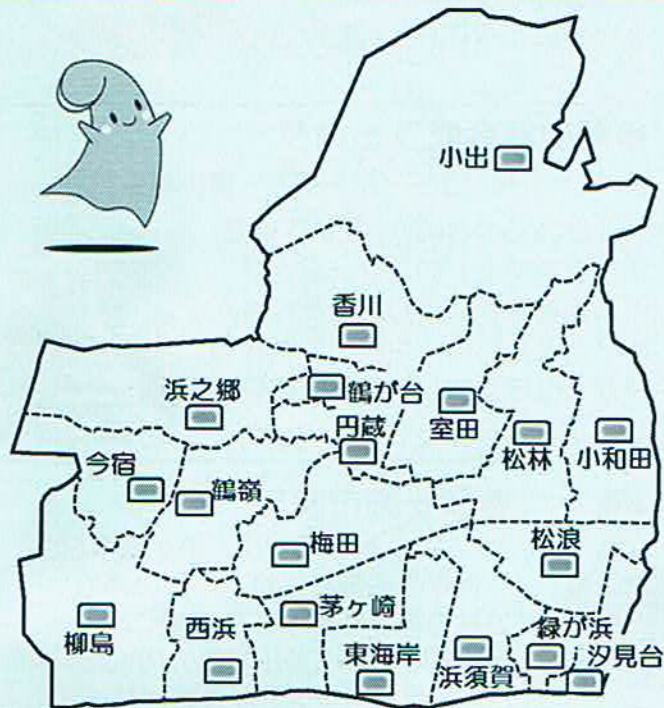 小出
香川
浜之郷
鶴が台
円蔵
室田
松林
小和田
今宿
鶴嶺
梅田
松浪
柳島
西浜
茅ヶ崎
東海岸
浜須賀
緑が浜
汐見台